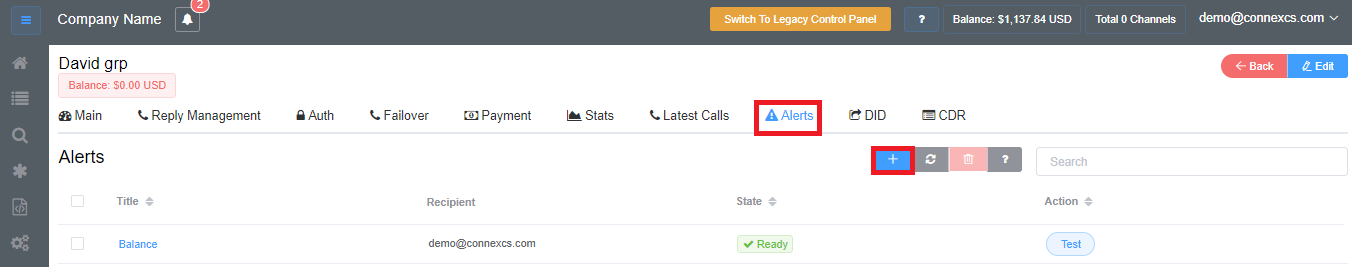 Company Name 2 Switch To Legacy Control Panel ? Balance: $1,137.84 USD Total 0 Channels demo@connexcs.com
David grp Back Edit
Balance: $0.00 USD
Main Reply Management Auth Failover Payment Stats Latest Calls Alerts DID CDR
Alerts + ? Search
Title Recipient State Action
Balance demo@connexcs.com Ready Test